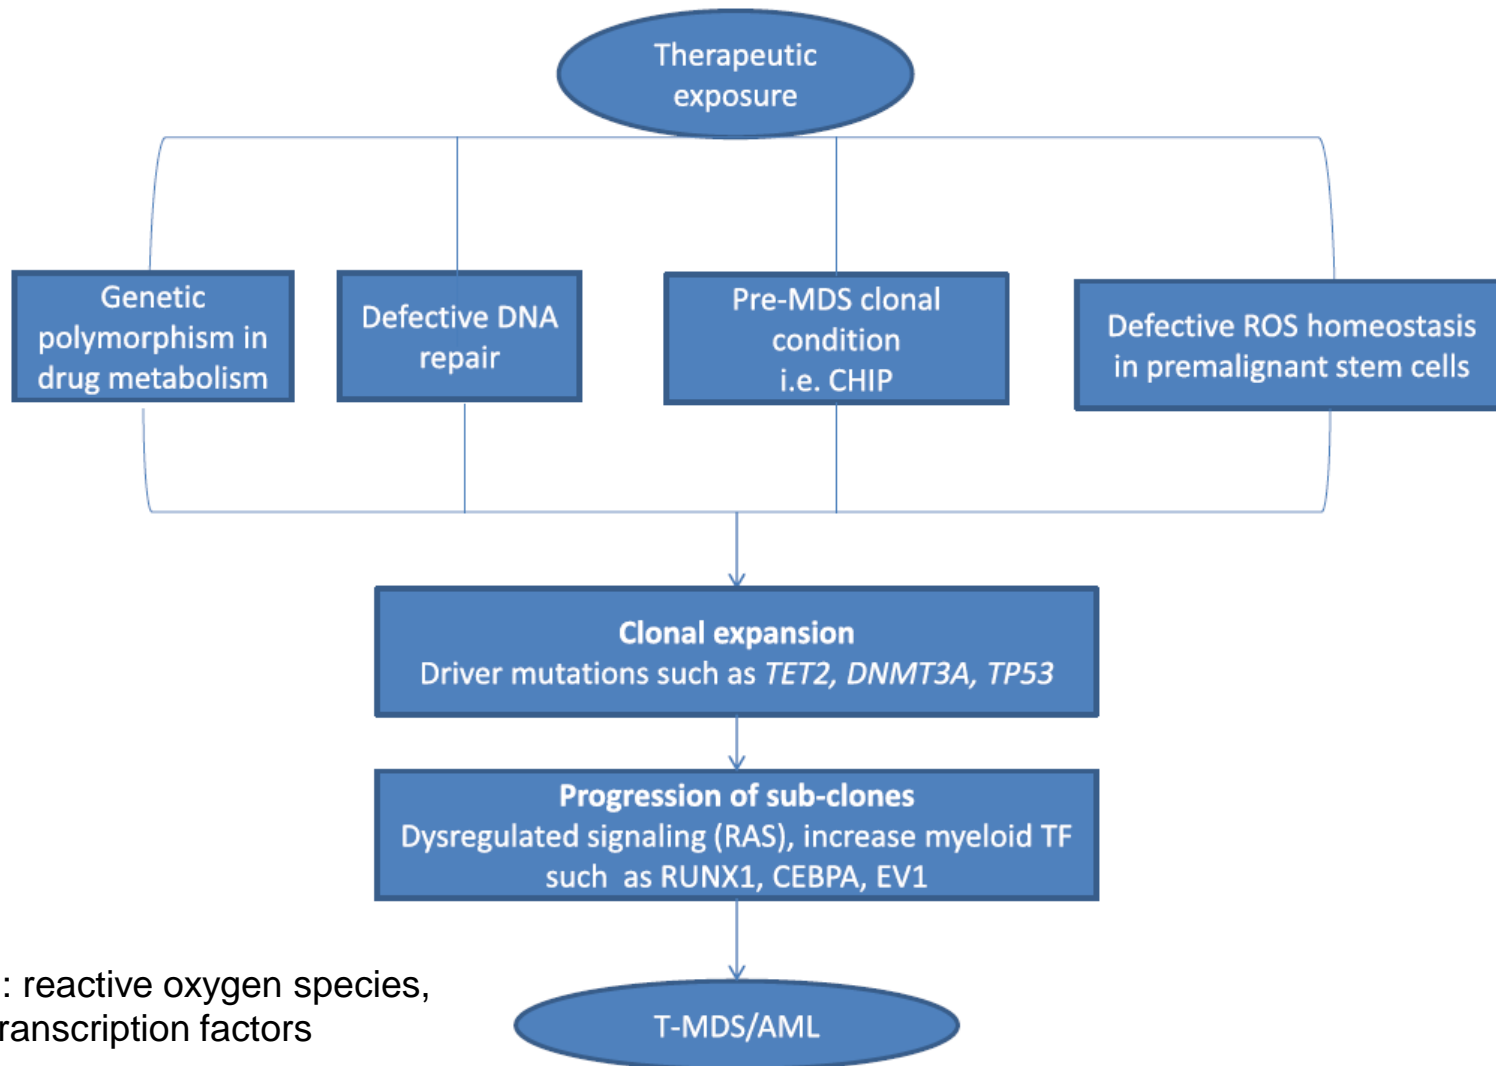 Therapeutic
exposure
Genetic
polymorphism in
drug metabolism
Defective DNA
repair
Pre-MDS clonal
condition
i.e. CHIP
Defective ROS homeostasis
in premalignant stem cells
Clonal expansion
Driver mutations such as TET2, DNMT3A, TP53
Progression of sub-clones
Dysregulated signaling (RAS), increase myeloid TF
such as RUNX1, CEBPA, EV1
T-MDS/AML
: reactive oxygen species,
ranscription factors